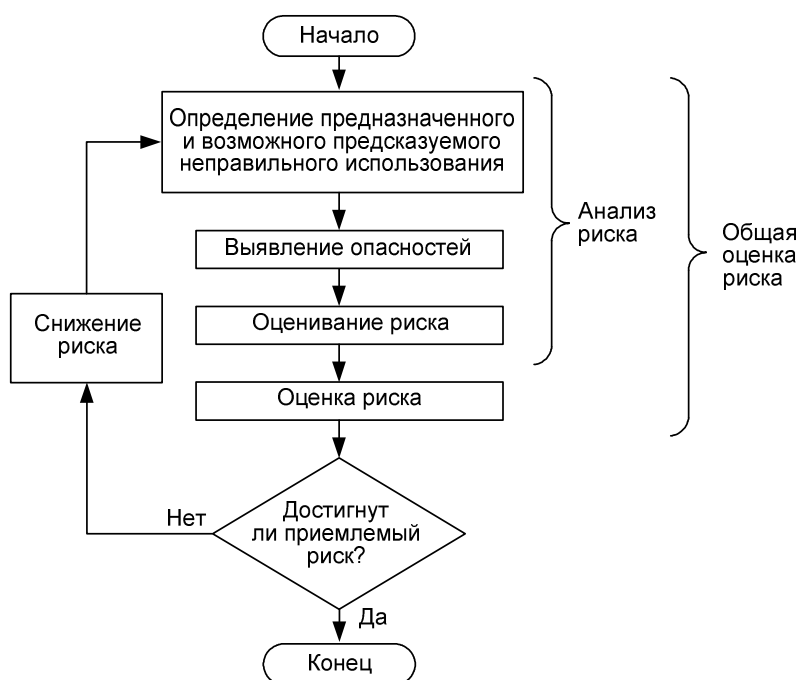 Начало
Определение предназначенного
и возможного предсказуемого
неправильного использования
Анализ
риска
Выявление опасностей
Общая
оценка
риска
Снижение
риска
Оценивание риска
Оценка риска
Нет
Достигнут
ли приемлемый
риск?
Да
Конец